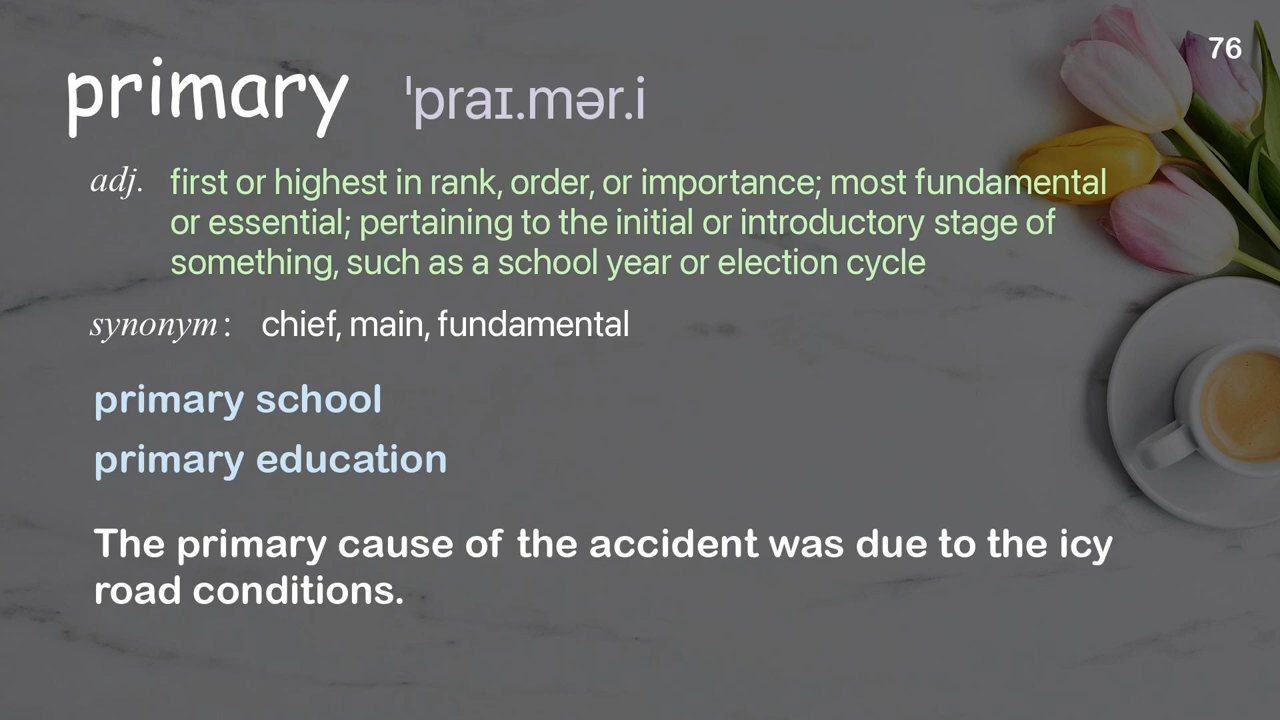 76
primary ˈpraɪ.mər.i
adj. first or highest in rank, order, or importance; most fundamental
or essential; pertaining to the initial or introductory stage of
something, such as a school year or election cycle
synonym: chief, main, fundamental
primary school
primary education
The primary cause of the accident was due to the icy
road conditions.